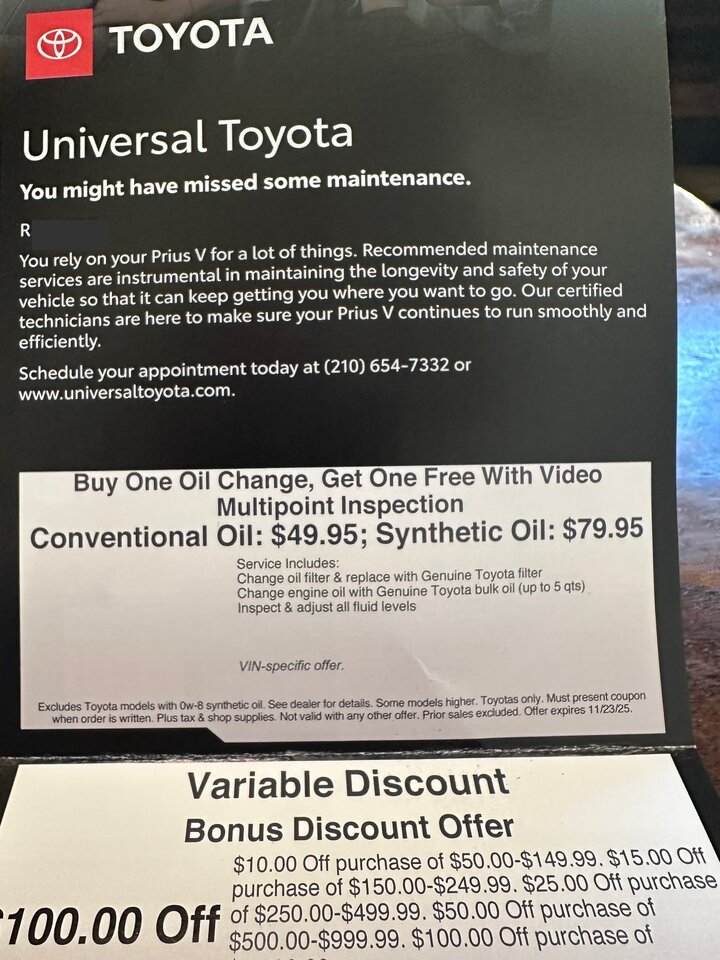 TOYOTA
Universal Toyota
You might have missed some maintenance.
R
You rely on your Prius V for a lot of things. Recommended maintenance
services are instrumental in maintaining the longevity and safety of your
vehicle so that it can keep getting you where you want to go. Our certified
technicians are here to make sure your Prius V continues to run smoothly and
efficiently.
Schedule your appointment today at (210) 654-7332 or
www.universaltoyota.com.
Buy One Oil Change, Get One Free With Video
Multipoint Inspection
Conventional Oil: $49.95; Synthetic Oil: $79.95
Service Includes:
Change oil filter & replace with Genuine Toyota filter
Change engine oil with Genuine Toyota bulk oil (up to 5 qts)
Inspect & adjust all fluid levels
VIN-specific offer.
Excludes Toyota models with 0w-8 synthetic oil. See dealer for details. Some models higher. Toyotas only. Must present coupon
when order is written. Plus tax & shop supplies. Not valid with any other offer. Prior sales excluded. Offer expires 11/23/25.
Variable Discount
Bonus Discount Offer
$10.00 Off purchase of $50.00-$149.99. $15.00 Off
purchase of $150.00-$249.99. $25.00 Off purchase
$100.00 Off of $250.00-$499.99. $50.00 Off purchase of
$500.00-$999.99. $100.00 Off purchase of